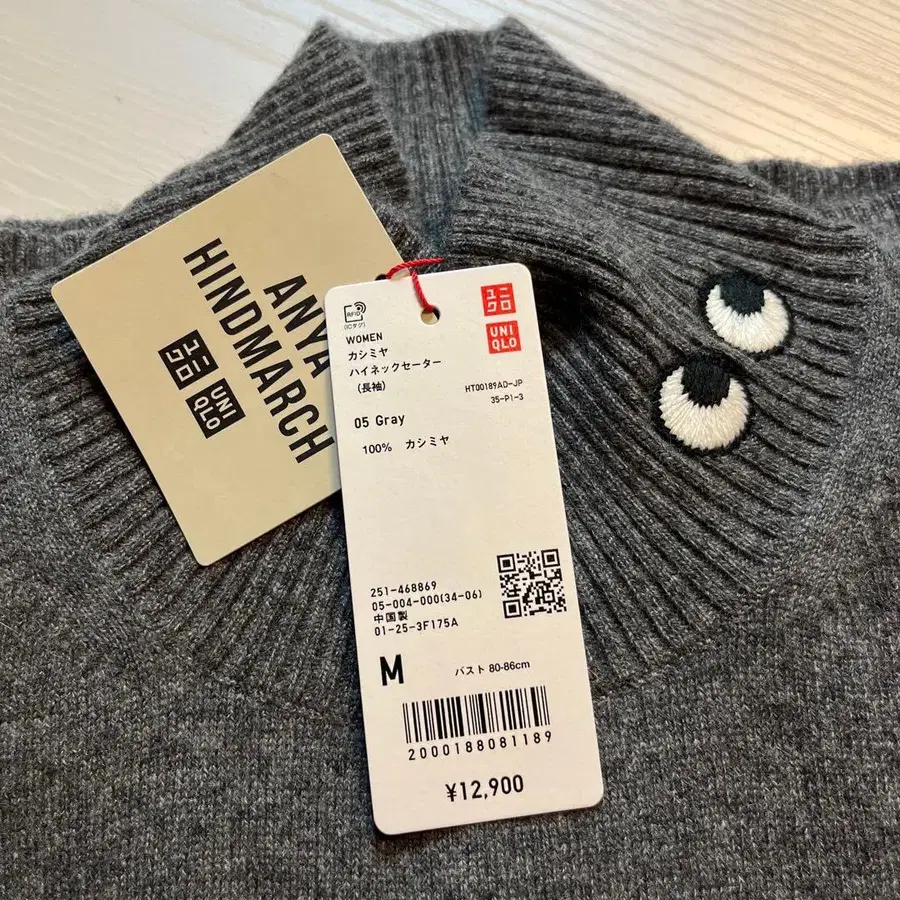 ANYA
HINDMARCH
ユニ
クロ
UNI
QLO
RFID
(ICタグ)
ユニ
クロ
UNI
QLO
WOMEN
カシミヤ
ハイネックセーター
(長袖)
HT00189AD-JP
35-P1-3
05 Gray
100% カシミヤ
251-468869
05-004-000(34-06)
中国製
01-25-3F175A
M バスト 80-86cm
2000188081189
¥12,900